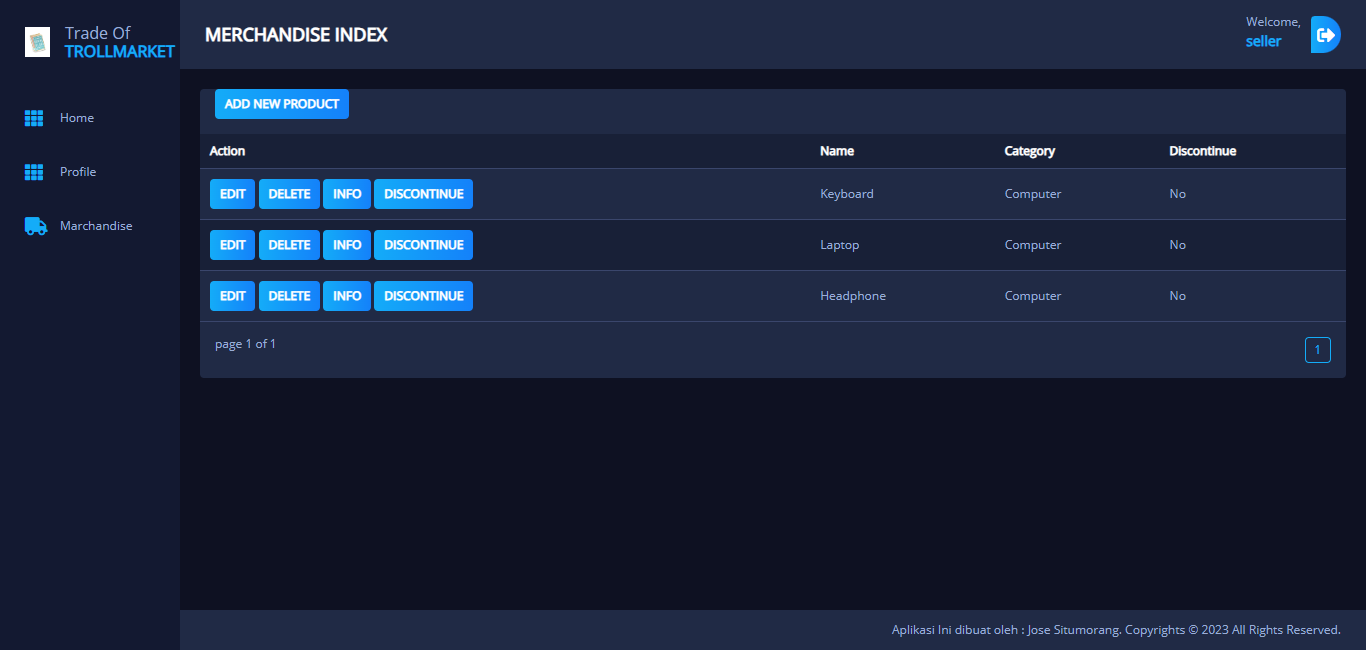 Trade Of
TROLLMARKET
MERCHANDISE INDEX
Welcome,
seller
Home
Profile
Marchandise
ADD NEW PRODUCT
Action Name Category Discontinue
EDIT DELETE INFO DISCONTINUE Keyboard Computer No
EDIT DELETE INFO DISCONTINUE Laptop Computer No
EDIT DELETE INFO DISCONTINUE Headphone Computer No
page 1 of 1
1
Aplikasi Ini dibuat oleh : Jose Situmorang. Copyrights © 2023 All Rights Reserved.